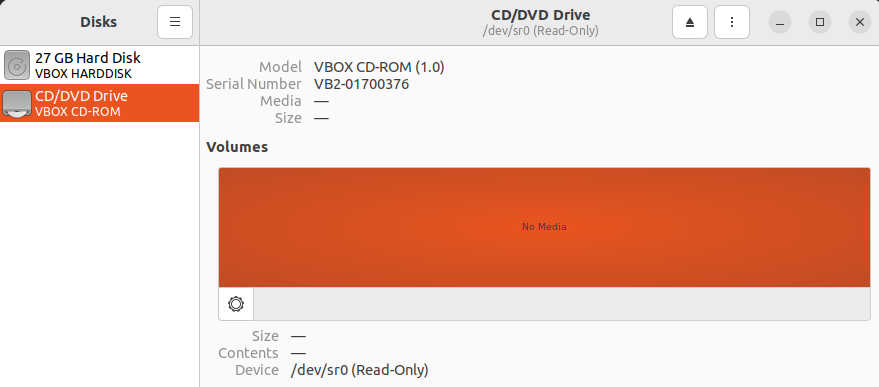 Disks
CD/DVD Drive
/dev/sr0 (Read-Only)
27 GB Hard Disk
VBOX HARDDISK
CD/DVD Drive
VBOX CD-ROM
Model VBOX CD-ROM (1.0)
Serial Number VB2-01700376
Media —
Size —
Volumes
No Media
Size —
Contents —
Device /dev/sr0 (Read-Only)